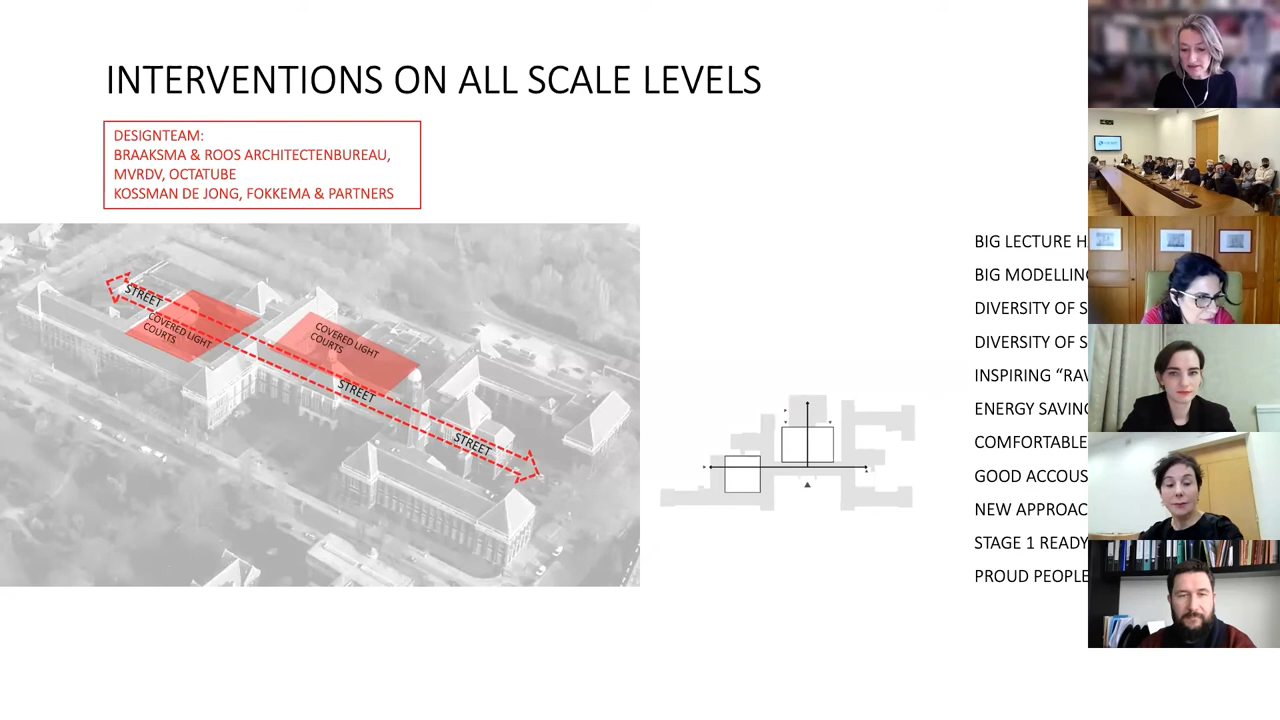 INTERVENTIONS ON ALL SCALE LEVELS
DESIGNTEAM:
BRAAKSMA & ROOS ARCHITECTENBUREAU,
MVRDV, OCTATUBE
KOSSMAN DE JONG, FOKKEMA & PARTNERS
STREET
COVERED LIGHT
COURTS
COVERED LIGHT
COURTS
STREET
STREET
BIG LECTURE H
BIG MODELLING
DIVERSITY OF S
DIVERSITY OF S
INSPIRING “RAW
ENERGY SAVING
COMFORTABLE
GOOD ACCOUS
NEW APPROAC
STAGE 1 READY
PROUD PEOPLE